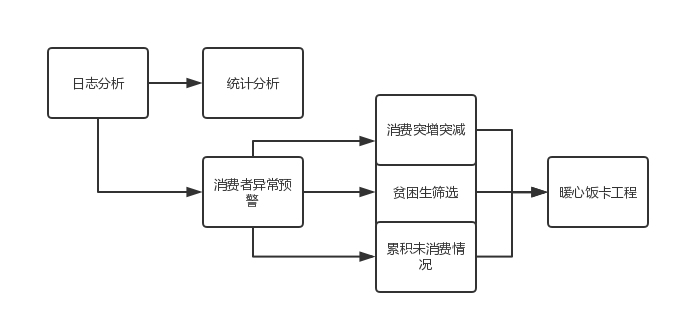 日志分析
统计分析
消费者异常预
警
消费突增突减
贫困生筛选
累积未消费情
况
暖心饭卡工程